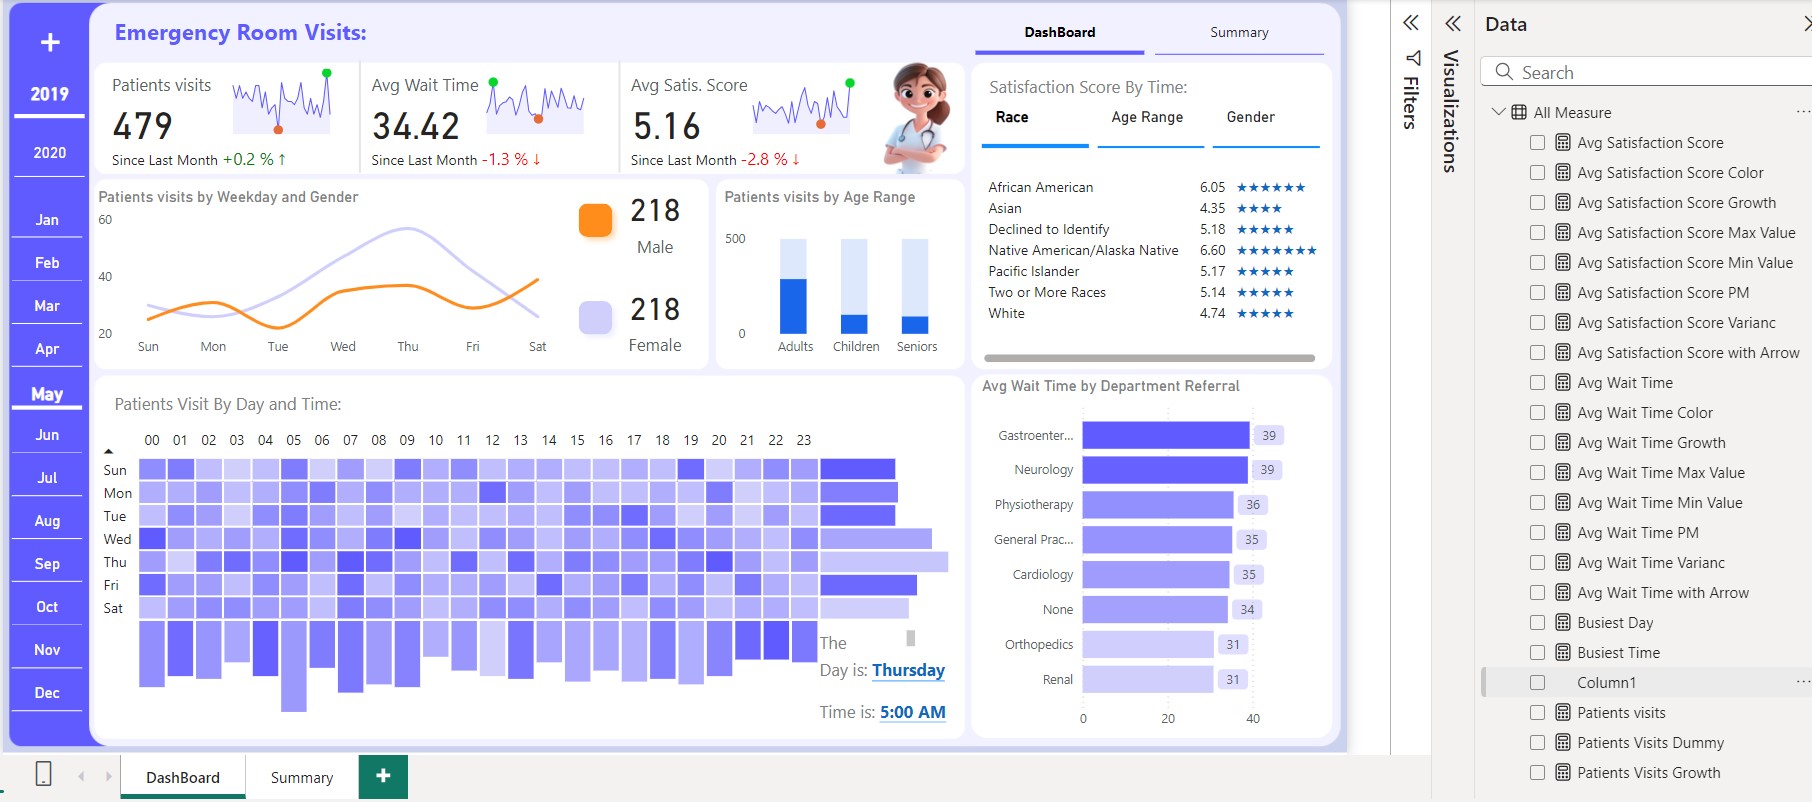 Emergency Room Visits:
DashBoard
Summary
2019
2020
Jan
Feb
Mar
Apr
May
Jun
Jul
Aug
Sep
Oct
Nov
Dec
Patients visits
479
Since Last Month +0.2 % ↑
Avg Wait Time
34.42
Since Last Month -1.3 % ↓
Avg Satis. Score
5.16
Since Last Month -2.8 % ↓
Satisfaction Score By Time:
Race Age Range Gender
African American 6.05 ★★★★★★
Asian 4.35 ★★★★
Declined to Identify 5.18 ★★★★★
Native American/Alaska Native 6.60 ★★★★★★★
Pacific Islander 5.17 ★★★★★
Two or More Races 5.14 ★★★★★
White 4.74 ★★★★★
Patients visits by Weekday and Gender
60
40
20
Sun Mon Tue Wed Thu Fri Sat
218
Male
218
Female
Patients visits by Age Range
500
0
Adults Children Seniors
Patients Visit By Day and Time:
00 01 02 03 04 05 06 07 08 09 10 11 12 13 14 15 16 17 18 19 20 21 22 23
Sun
Mon
Tue
Wed
Thu
Fri
Sat
The
Day is: Thursday
Time is: 5:00 AM
Avg Wait Time by Department Referral
Gastroenter... 39
Neurology 39
Physiotherapy 36
General Prac... 35
Cardiology 35
None 34
Orthopedics 31
Renal 31
0 20 40
DashBoard
Summary
Filters
Visualizations
Data
Search
All Measure
Avg Satisfaction Score
Avg Satisfaction Score Color
Avg Satisfaction Score Growth
Avg Satisfaction Score Max Value
Avg Satisfaction Score Min Value
Avg Satisfaction Score PM
Avg Satisfaction Score Varianc
Avg Satisfaction Score with Arrow
Avg Wait Time
Avg Wait Time Color
Avg Wait Time Growth
Avg Wait Time Max Value
Avg Wait Time Min Value
Avg Wait Time PM
Avg Wait Time Varianc
Avg Wait Time with Arrow
Busiest Day
Busiest Time
Column1
Patients visits
Patients Visits Dummy
Patients Visits Growth